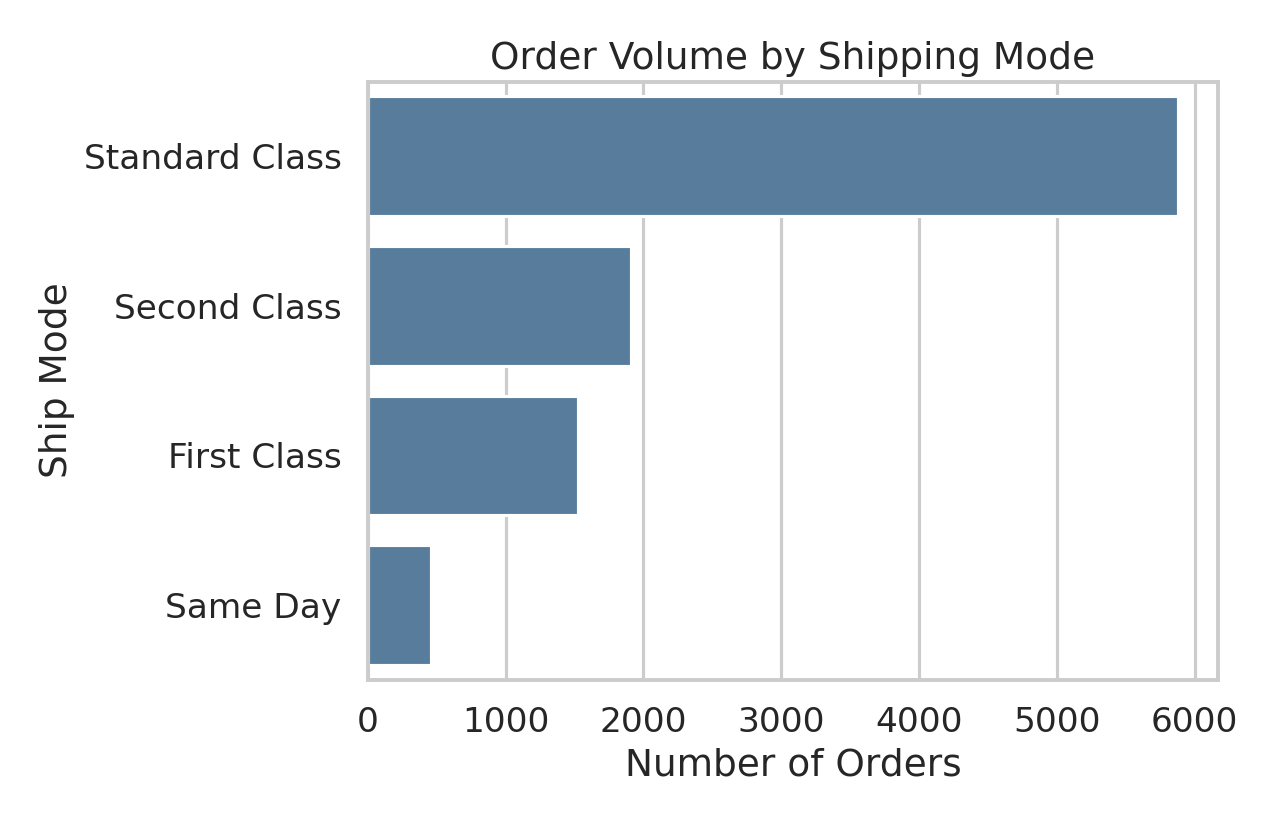 Order Volume by Shipping Mode
Ship Mode
Standard Class
Second Class
First Class
Same Day
0 1000 2000 3000 4000 5000 6000
Number of Orders